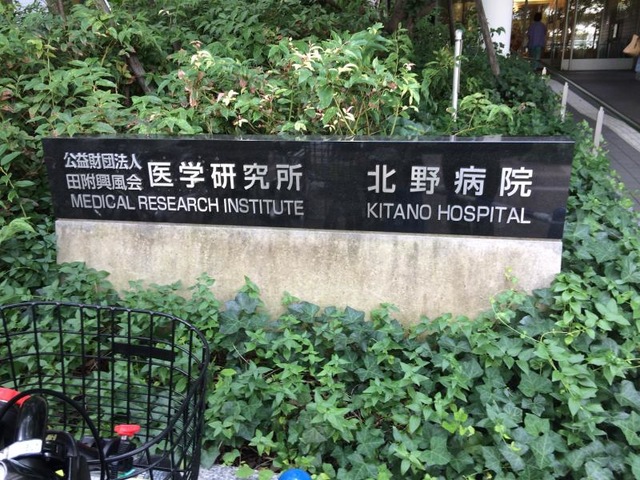 公益財団法人
田附興風会 医学研究所 北野病院
MEDICAL RESEARCH INSTITUTE KITANO HOSPITAL